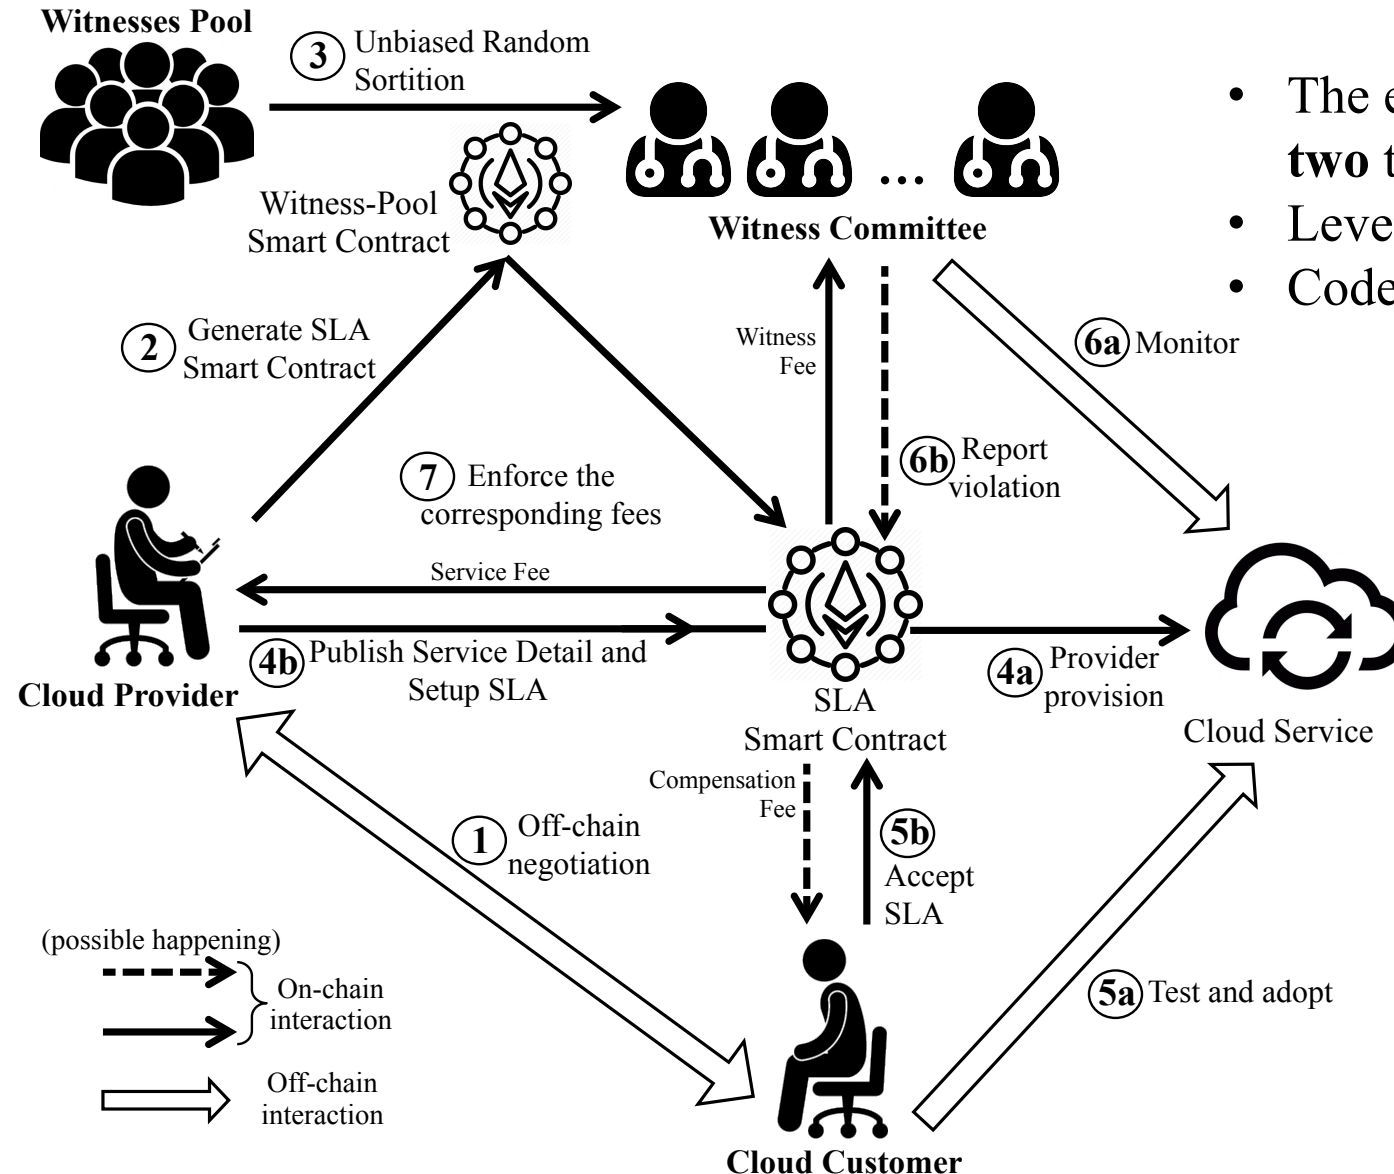 Witnesses Pool
3
Unbiased Random
Sortition
• The
two
•
• Code
Witness-Pool
Smart Contract
...
Witness Committee
2
Generate SLA
Smart Contract
Witness
Fee
6a Monitor
7 Enforce the
corresponding fees
6b Report
violation
Service Fee
4b Publish Service Detail and
Setup SLA
Cloud Provider
SLA
Smart Contract
4a Provider
provision
Cloud Service
Compensation
Fee
1 Off-chain
negotiation
5b
Accept
SLA
(possible happening)
On-chain
interaction
Off-chain
interaction
5a Test and adopt
Cloud Customer